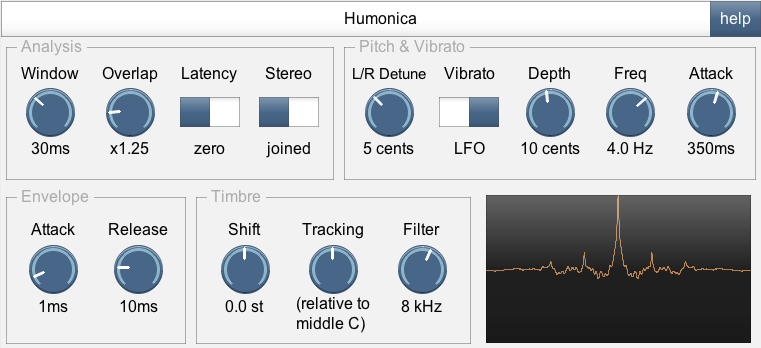 Humonica
help
Analysis
Window
Overlap
Latency
Stereo
30ms
x1.25
zero
joined
Pitch & Vibrato
L/R Detune
Vibrato
Depth
Freq
Attack
5 cents
LFO
10 cents
4.0 Hz
350ms
Envelope
Attack
Release
1ms
10ms
Timbre
Shift
Tracking
Filter
0.0 st
(relative to
middle C)
8 kHz